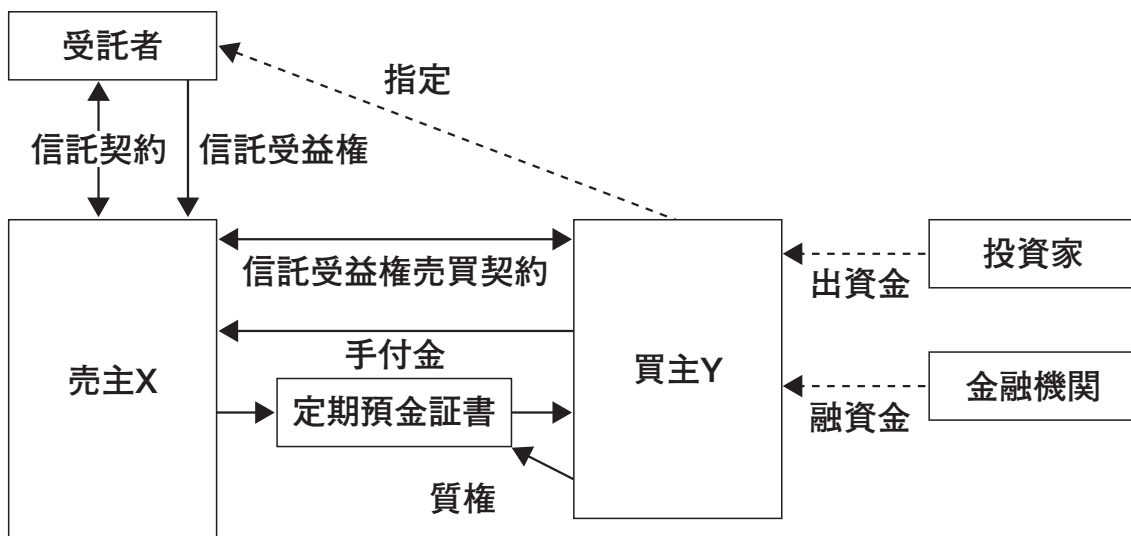 受託者
指定
信託契約
信託受益権
信託受益権売買契約
投資家
出資金
手付金
売主X
買主Y
定期預金証書
金融機関
融資金
質権